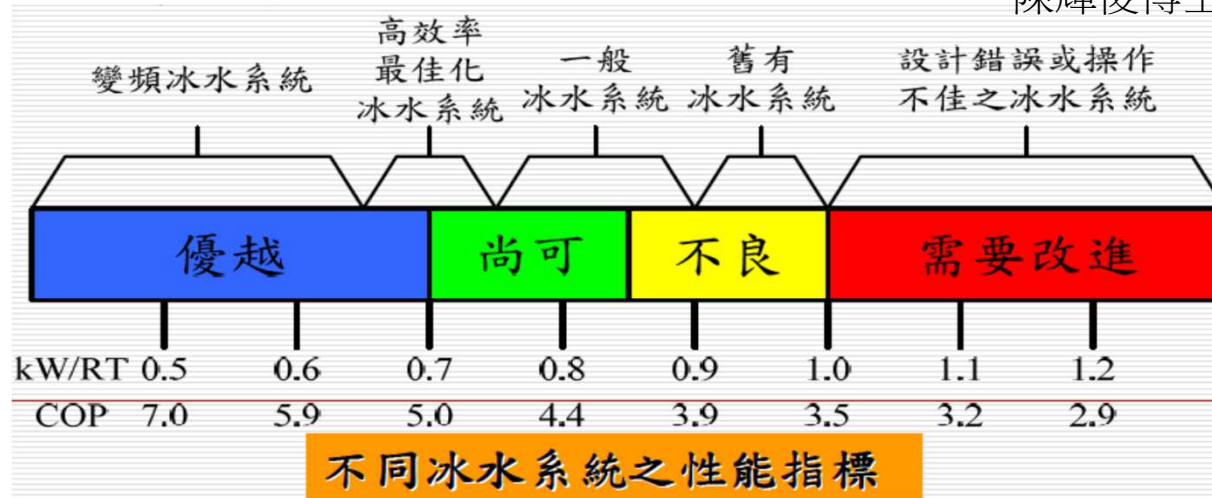 陳輝俊博士
變頻冰水系統
高效率
最佳化
冰水系統
一般
冰水系統
舊有
冰水系統
設計錯誤或操作
不佳之冰水系統
優越 尚可 不良 需要改進
kW/RT 0.5 0.6 0.7 0.8 0.9 1.0 1.1 1.2
COP 7.0 5.9 5.0 4.4 3.9 3.5 3.2 2.9
不同冰水系統之性能指標